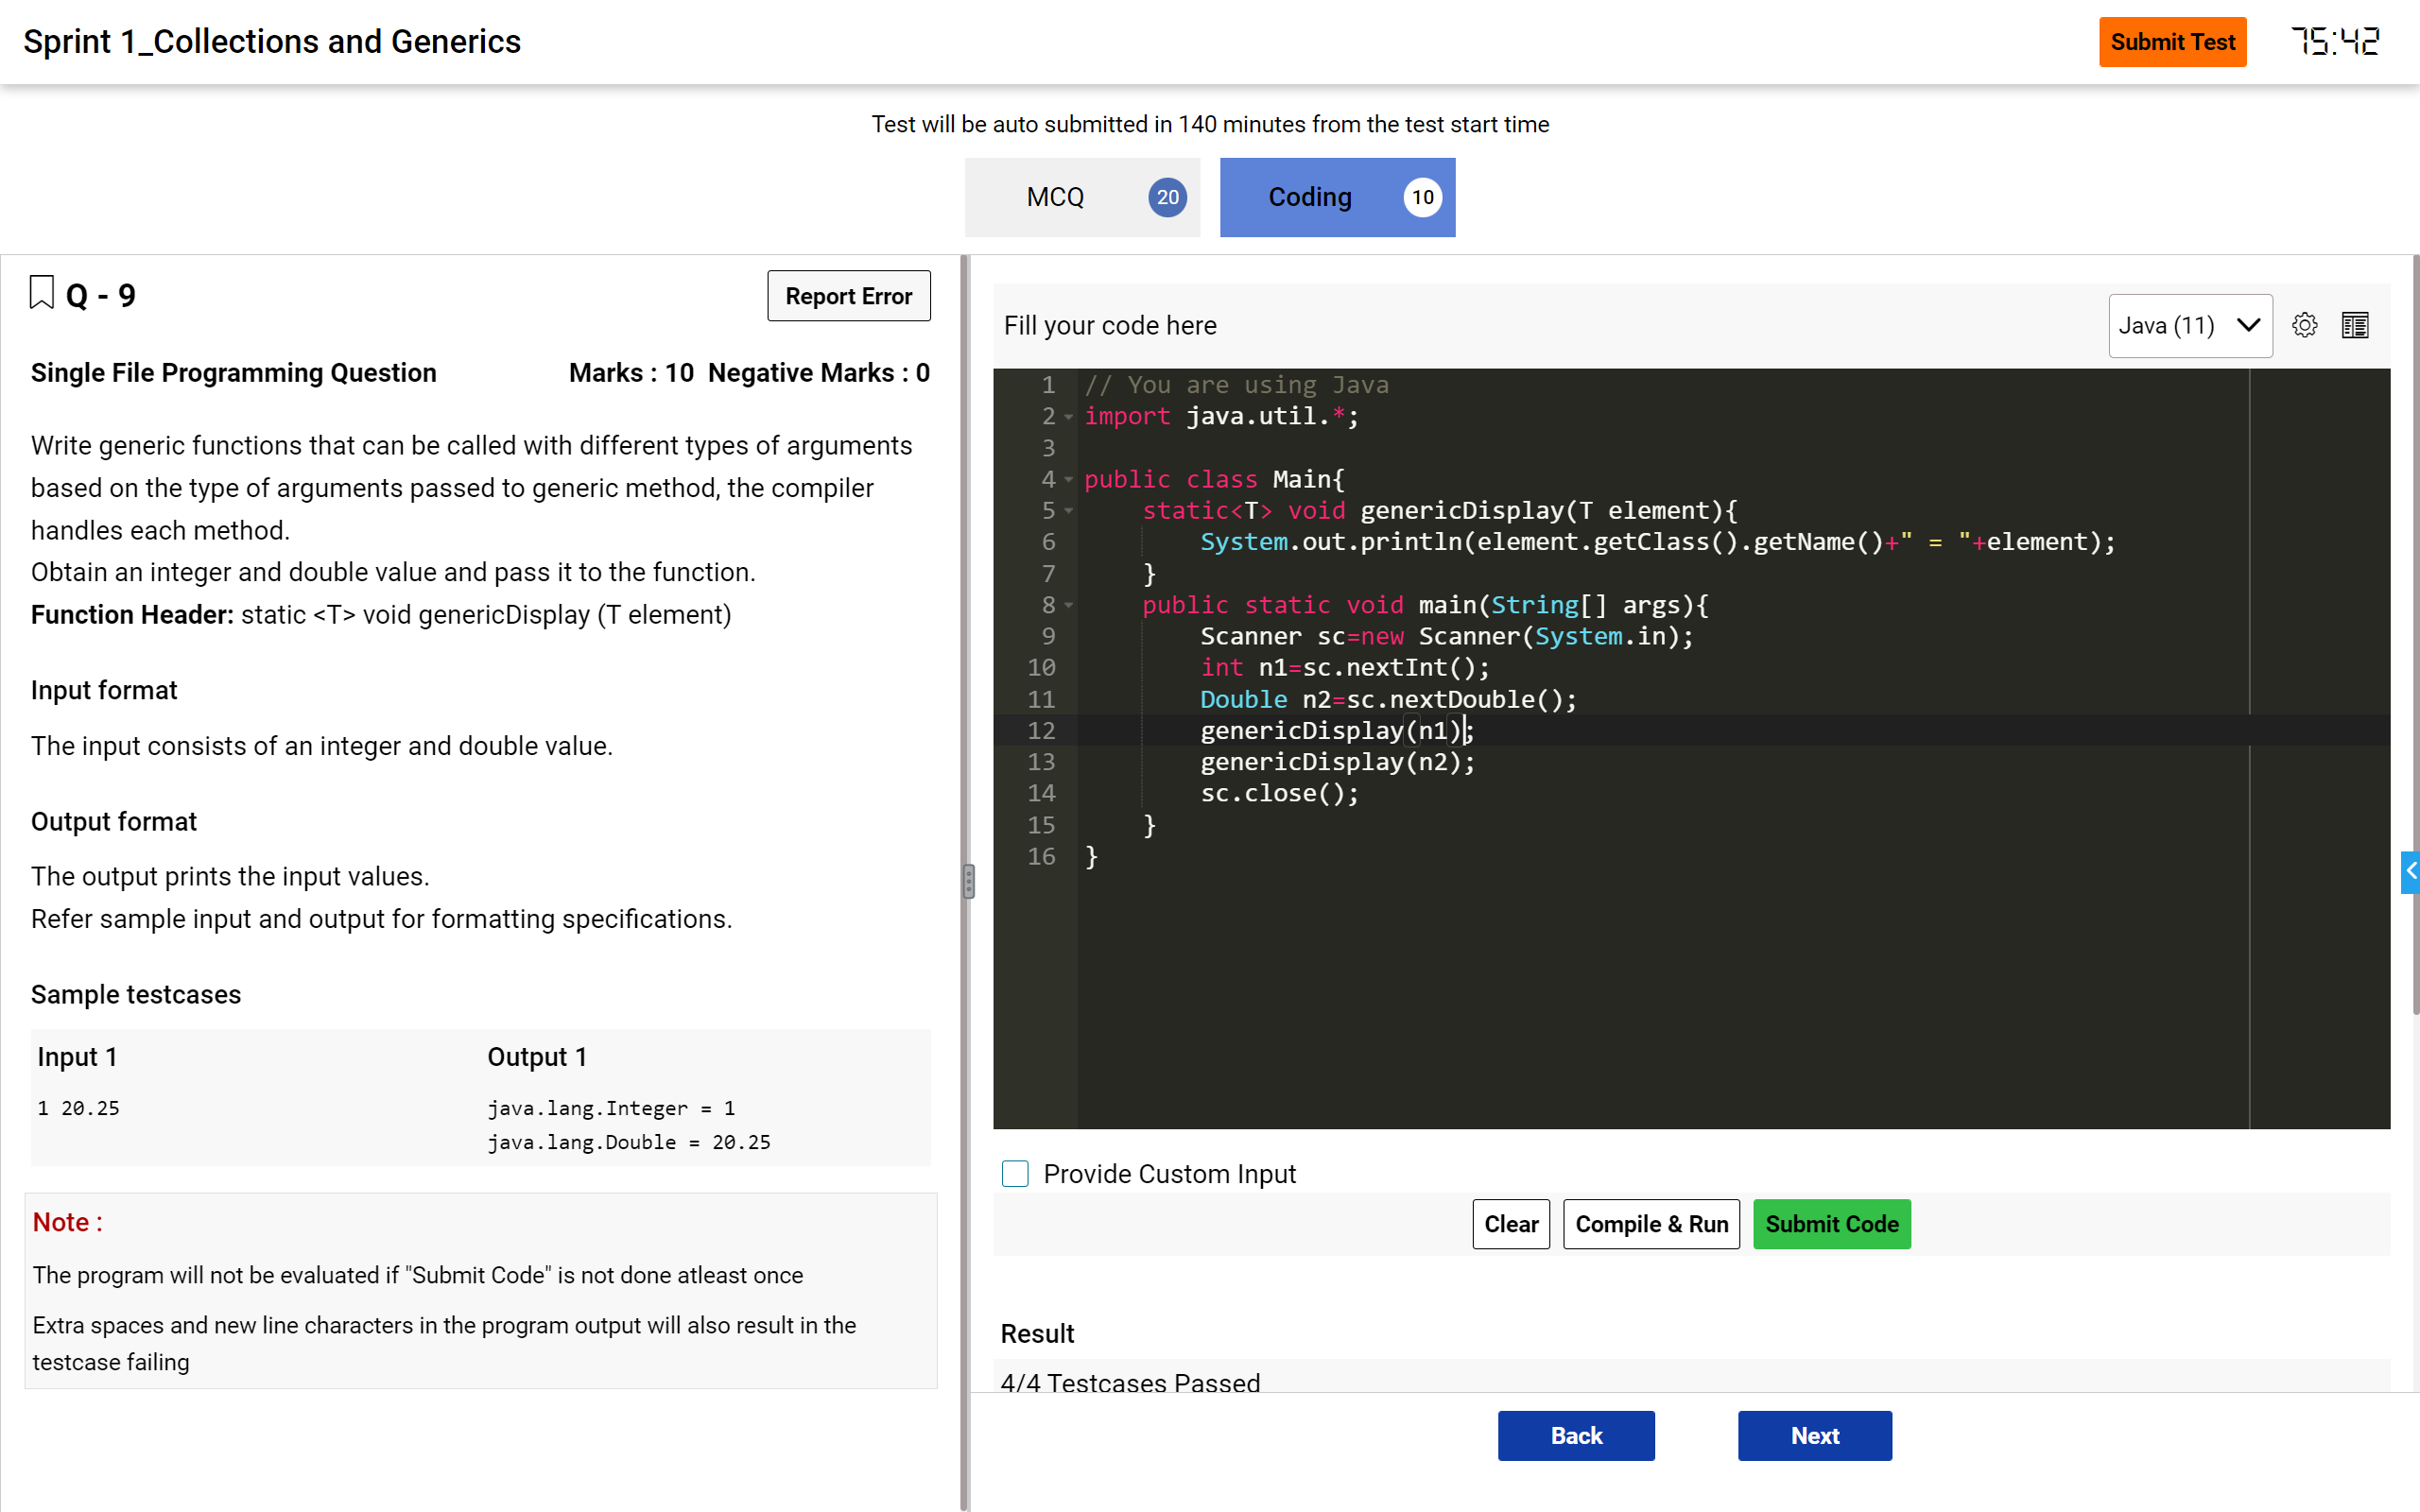 Sprint 1_Collections and Generics
Submit Test
75:42
Test will be auto submitted in 140 minutes from the test start time
MCQ 20
Coding 10
Q - 9
Report Error
Single File Programming Question
Marks : 10 Negative Marks : 0
Write generic functions that can be called with different types of arguments
based on the type of arguments passed to generic method, the compiler
handles each method.
Obtain an integer and double value and pass it to the function.
Function Header: static <T> void genericDisplay (T element)
Input format
The input consists of an integer and double value.
Output format
The output prints the input values.
Refer sample input and output for formatting specifications.
Sample testcases
Input 1
Output 1
1 20.25
java.lang.Integer = 1
java.lang.Double = 20.25
Note :
The program will not be evaluated if "Submit Code" is not done atleast once
Extra spaces and new line characters in the program output will also result in the
testcase failing
Fill your code here
Java (11)
1 // You are using Java
2 import java.util.*;
3
4 public class Main{
5     static<T> void genericDisplay(T element){
6         System.out.println(element.getClass().getName()+" = "+element);
7     }
8     public static void main(String[] args){
9         Scanner sc=new Scanner(System.in);
10         int n1=sc.nextInt();
11         Double n2=sc.nextDouble();
12         genericDisplay(n1);
13         genericDisplay(n2);
14         sc.close();
15     }
16 }
Provide Custom Input
Clear
Compile & Run
Submit Code
Result
4/4 Testcases Passed
Back
Next